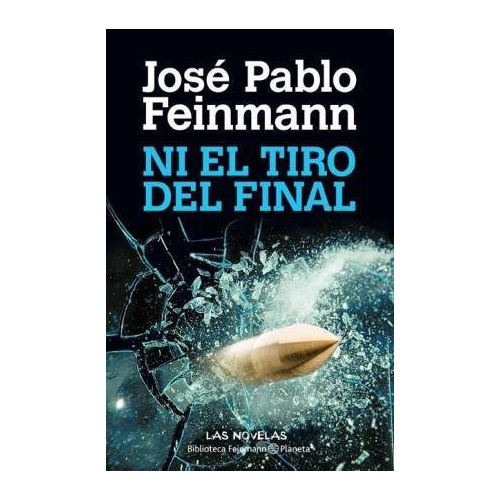 José Pablo
Feinmann
NI EL TIRO
DEL FINAL
LAS NOVELAS
Biblioteca Feinmann Planeta